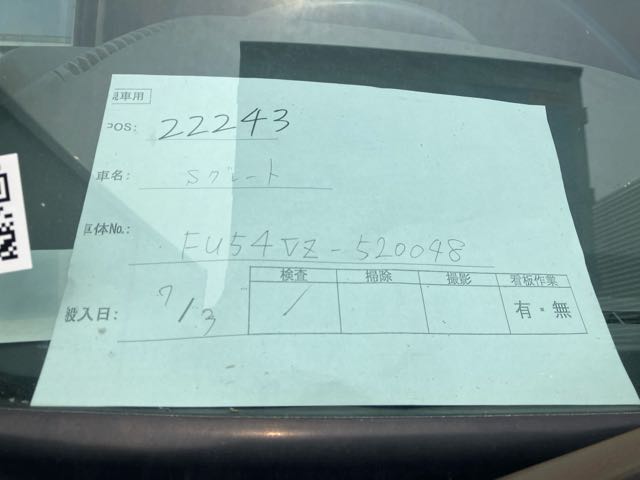 車用
POS: 22243
車名: Sグレート
体No.: FU54VZ-520048
検査 掃除 撮影 看板作業
入日: 7/3 / 有・無